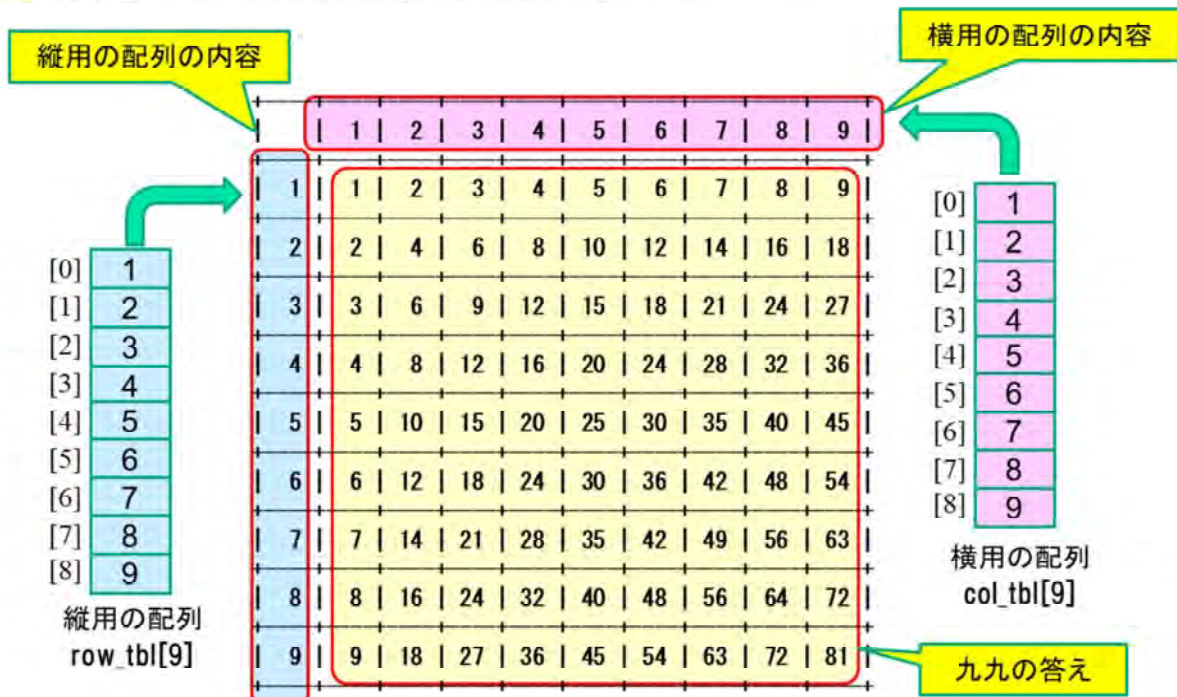 縦用の配列の内容
横用の配列の内容
| | 1 | 2 | 3 | 4 | 5 | 6 | 7 | 8 | 9 |
| 1 | 1 | 2 | 3 | 4 | 5 | 6 | 7 | 8 | 9 |
| 2 | 2 | 4 | 6 | 8 | 10 | 12 | 14 | 16 | 18 |
| 3 | 3 | 6 | 9 | 12 | 15 | 18 | 21 | 24 | 27 |
| 4 | 4 | 8 | 12 | 16 | 20 | 24 | 28 | 32 | 36 |
| 5 | 5 | 10 | 15 | 20 | 25 | 30 | 35 | 40 | 45 |
| 6 | 6 | 12 | 18 | 24 | 30 | 36 | 42 | 48 | 54 |
| 7 | 7 | 14 | 21 | 28 | 35 | 42 | 49 | 56 | 63 |
| 8 | 8 | 16 | 24 | 32 | 40 | 48 | 56 | 64 | 72 |
| 9 | 9 | 18 | 27 | 36 | 45 | 54 | 63 | 72 | 81 |
[0] 1
[1] 2
[2] 3
[3] 4
[4] 5
[5] 6
[6] 7
[7] 8
[8] 9
縦用の配列
row_tbl[9]
[0] 1
[1] 2
[2] 3
[3] 4
[4] 5
[5] 6
[6] 7
[7] 8
[8] 9
横用の配列
col_tbl[9]
九九の答え